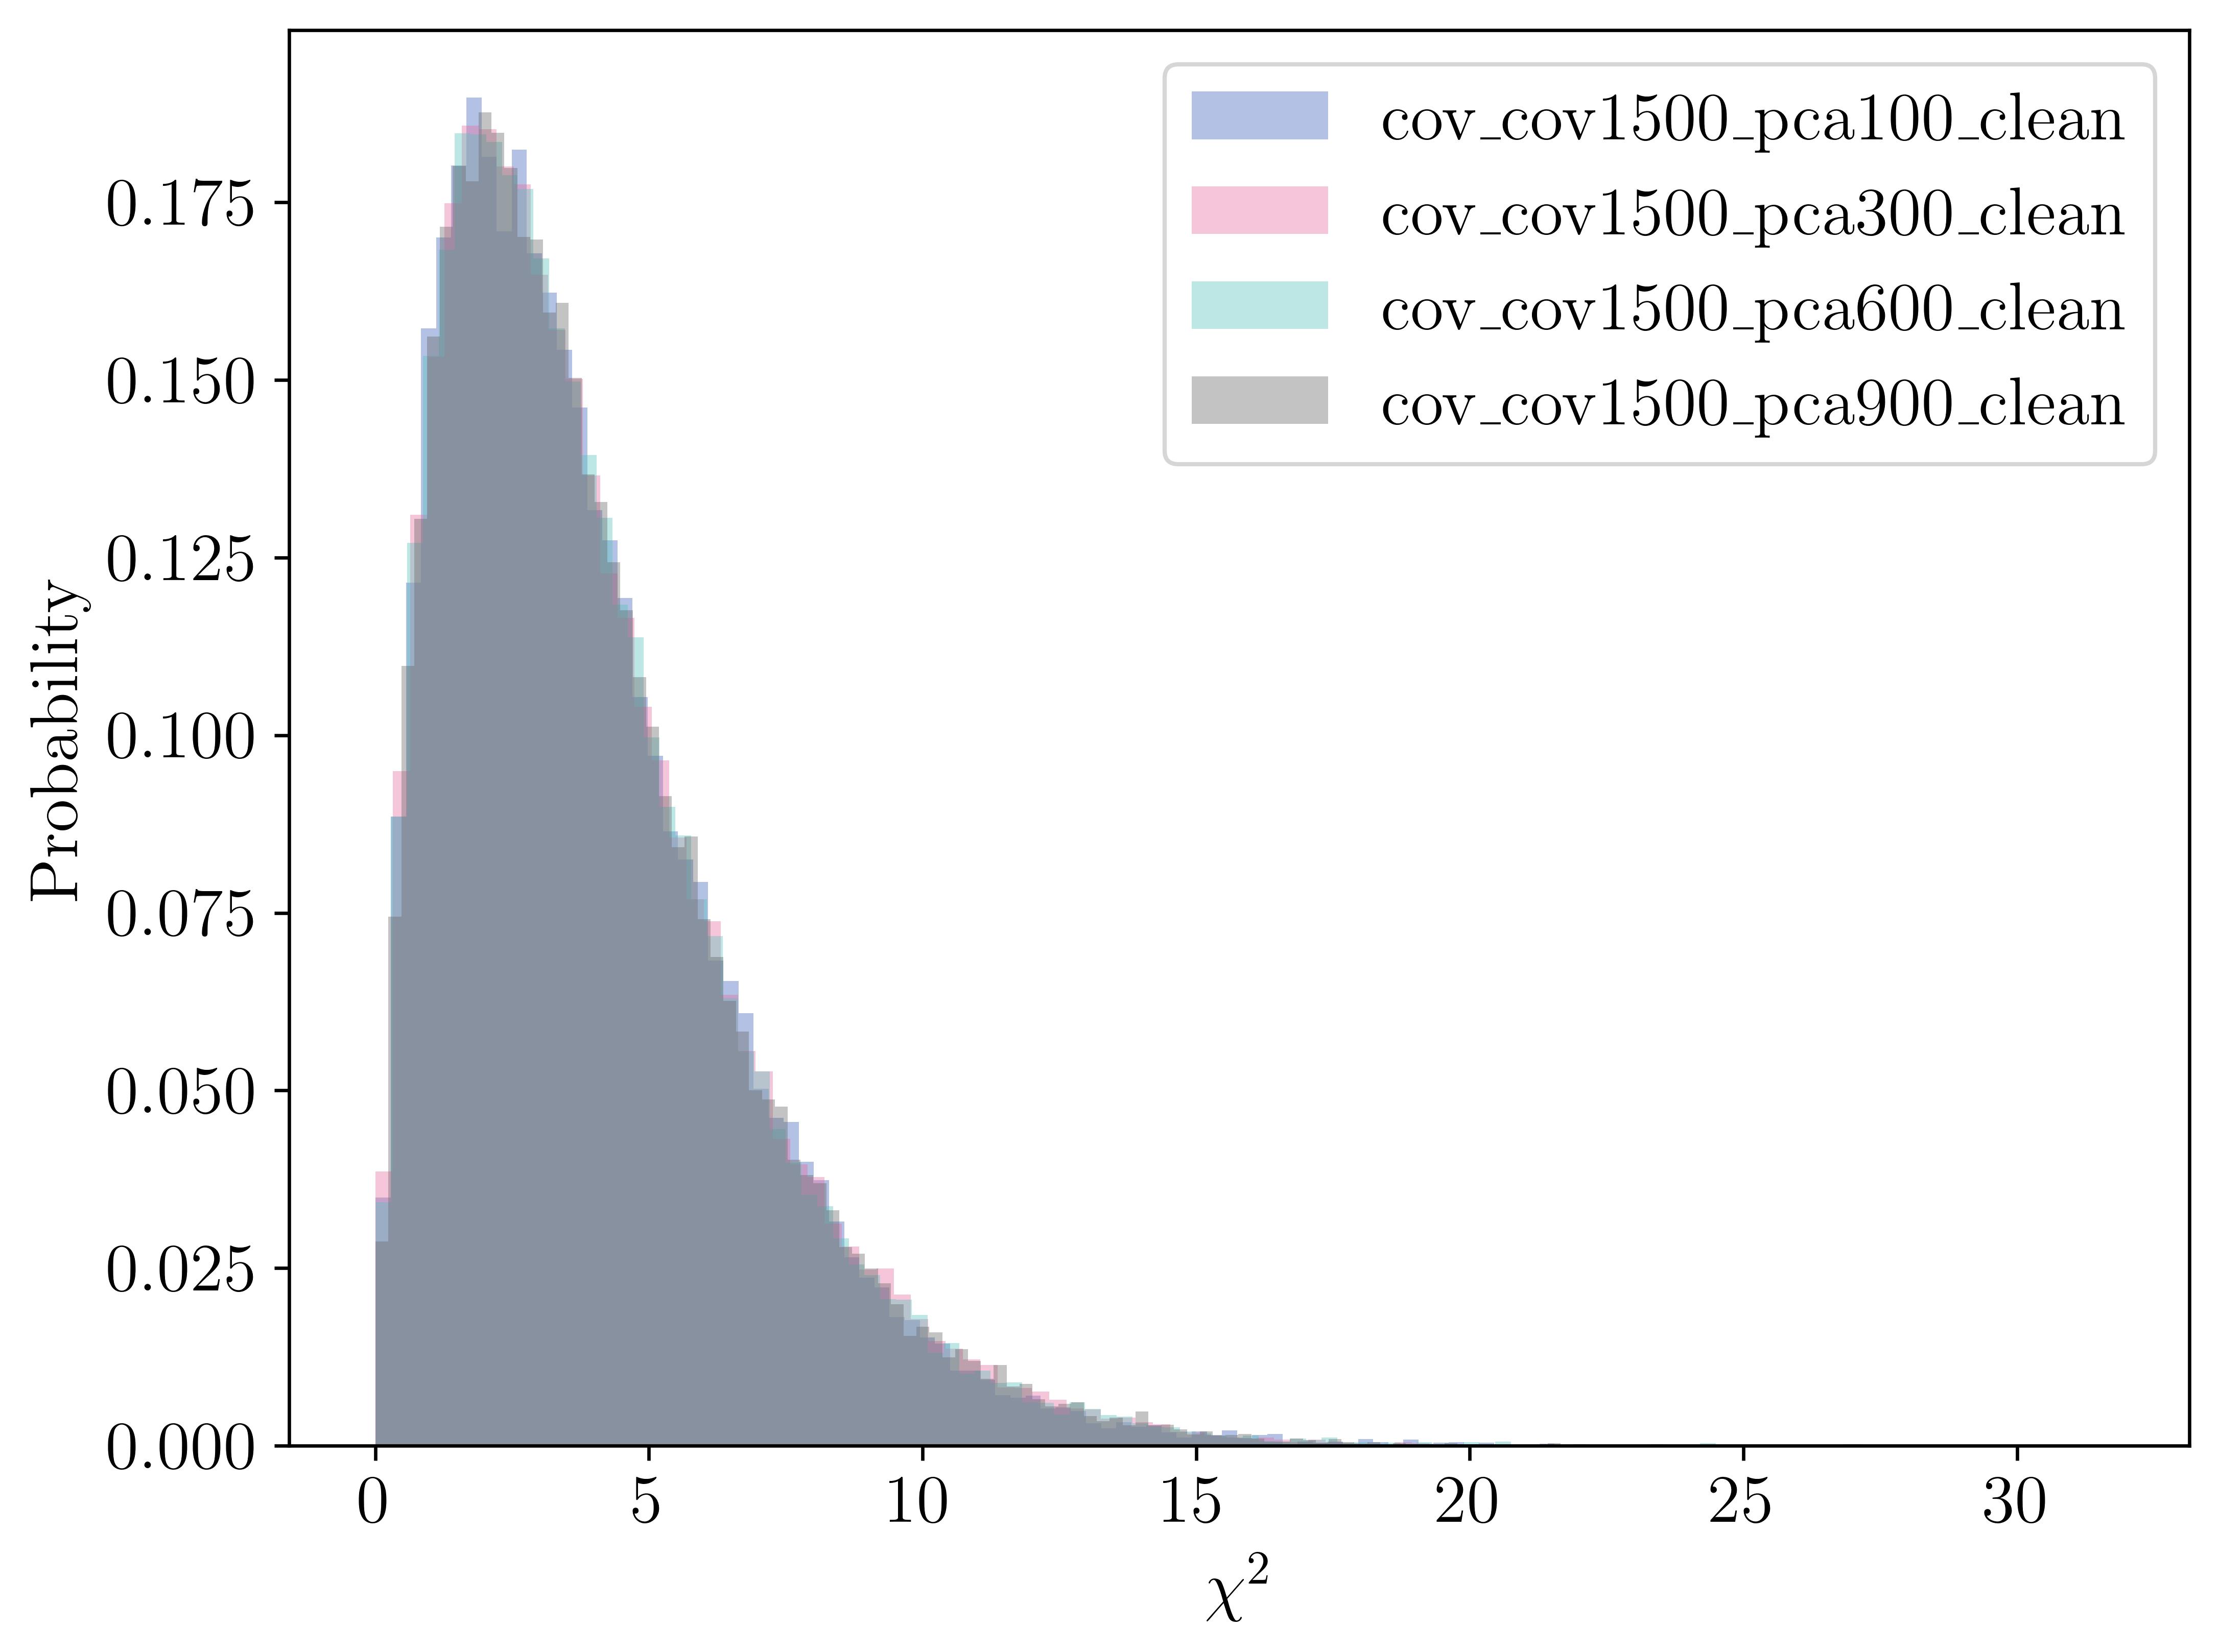 cov_cov1500_pca100_clean
cov_cov1500_pca300_clean
cov_cov1500_pca600_clean
cov_cov1500_pca900_clean
Probability
0.175
0.150
0.125
0.100
0.075
0.050
0.025
0.000
0 5 10 15 20 25 30
χ²